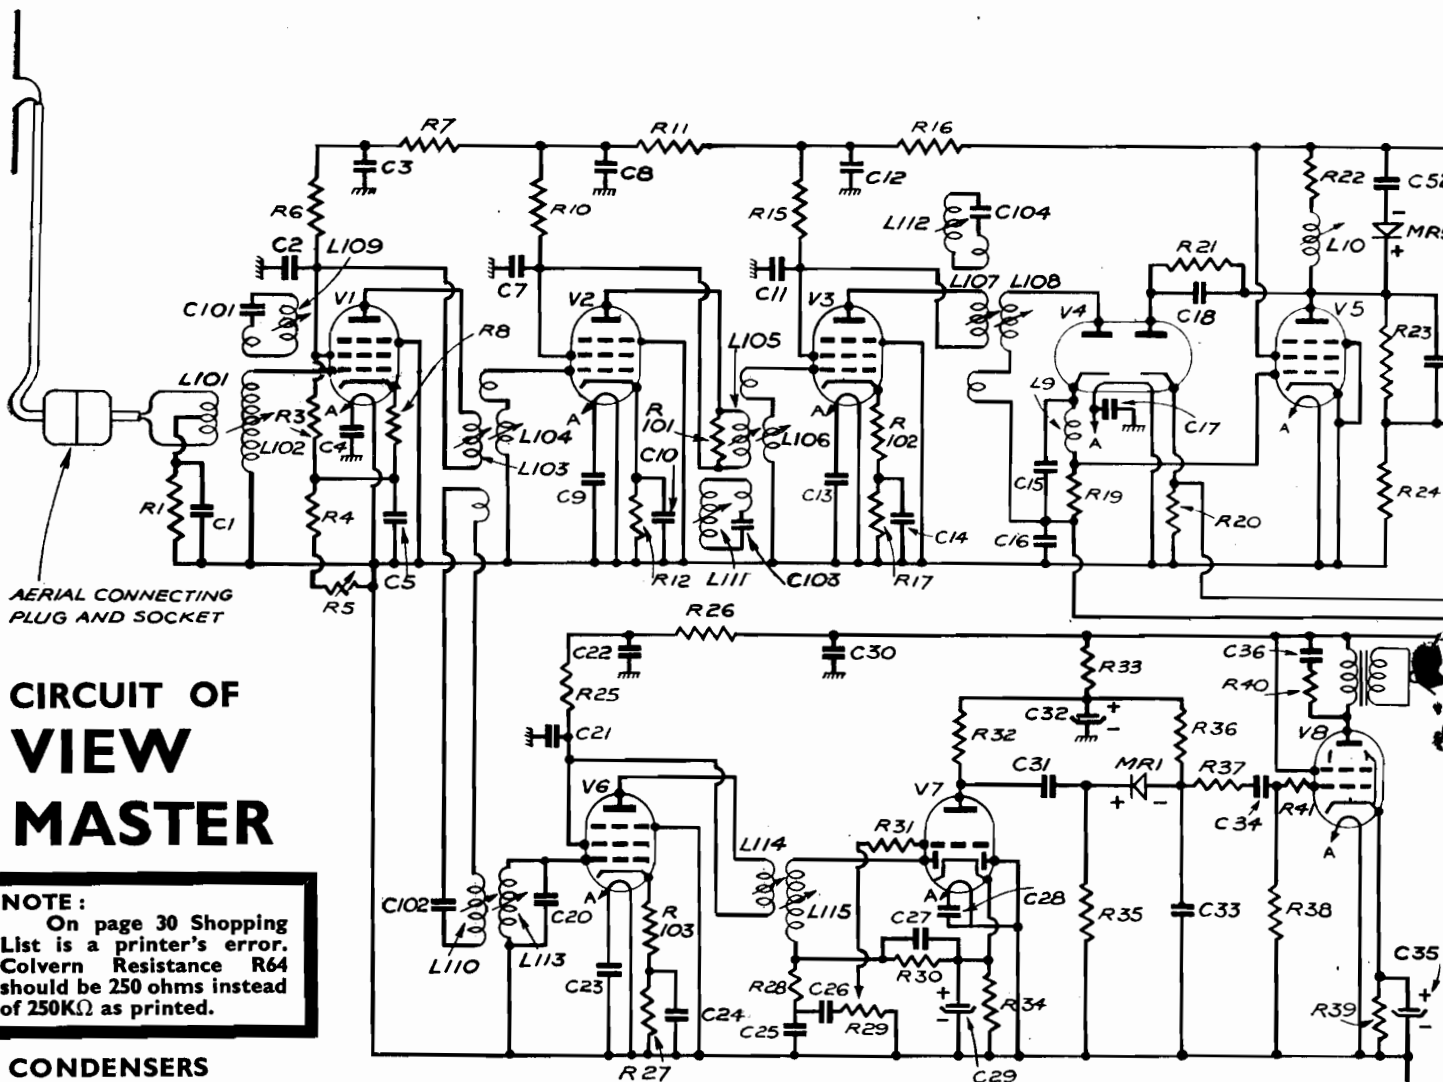 R7
R11
R16
C3
C8
C12
R6
R10
R15
L112
C104
R22
C52
MR
L10
C2
L109
C7
C11
R21
L107
L108
C101
V1
R8
V2
L105
V3
V4
C18
V5
R23
L101
R3
L102
A
C4
L104
L103
A
R
101
C10
L106
A
R
102
L9
A
C17
A
R1
C1
R4
C5
C9
C13
C15
R19
R20
R24
C14
C16
R5
R12
L111
C103
R17
AERIAL CONNECTING
PLUG AND SOCKET
R26
C22
C30
R33
C36
R40
R25
C21
R32
C32
+
-
R36
V8
CIRCUIT OF
VIEW
MASTER
V6
C31
MR1
+
-
R37
C34
R41
V7
R31
L114
A
L115
A
C28
A
C102
L110
L113
C20
R
103
C27
R30
R35
C33
R38
C23
C24
R28
C26
R29
C25
+
-
R34
C29
R39
C35
+
-
R27
NOTE:
On page 30 Shopping
List is a printer's error.
Colvern Resistance R64
should be 250 ohms instead
of 250KΩ as printed.
CONDENSERS